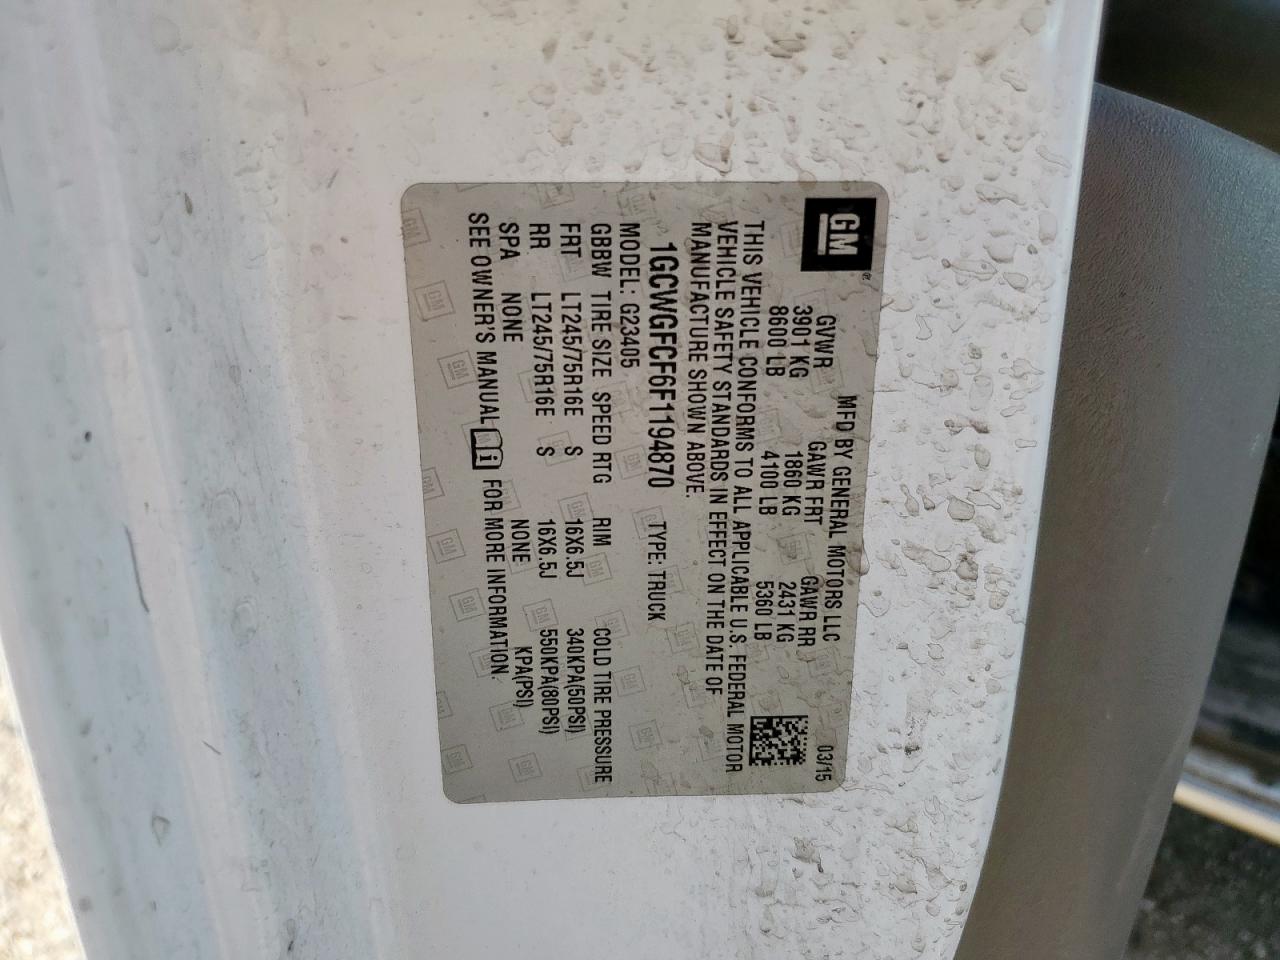 GM
MFD BY GENERAL MOTORS LLC 03/15
GVWR GAWR FRT GAWR RR
3901 KG 1860 KG 2431 KG
8600 LB 4100 LB 5360 LB
THIS VEHICLE CONFORMS TO ALL APPLICABLE U.S. FEDERAL MOTOR
VEHICLE SAFETY STANDARDS IN EFFECT ON THE DATE OF
MANUFACTURE SHOWN ABOVE.
1GCWGFCF6F1194870 TYPE: TRUCK
MODEL: G23405
GBBW TIRE SIZE SPEED RTG RIM COLD TIRE PRESSURE
FRT LT245/75R16E S 16X6.5J 340KPA(50PSI)
RR LT245/75R16E S 16X6.5J 550KPA(80PSI)
SPA NONE NONE KPA(PSI)
SEE OWNER'S MANUAL i FOR MORE INFORMATION.